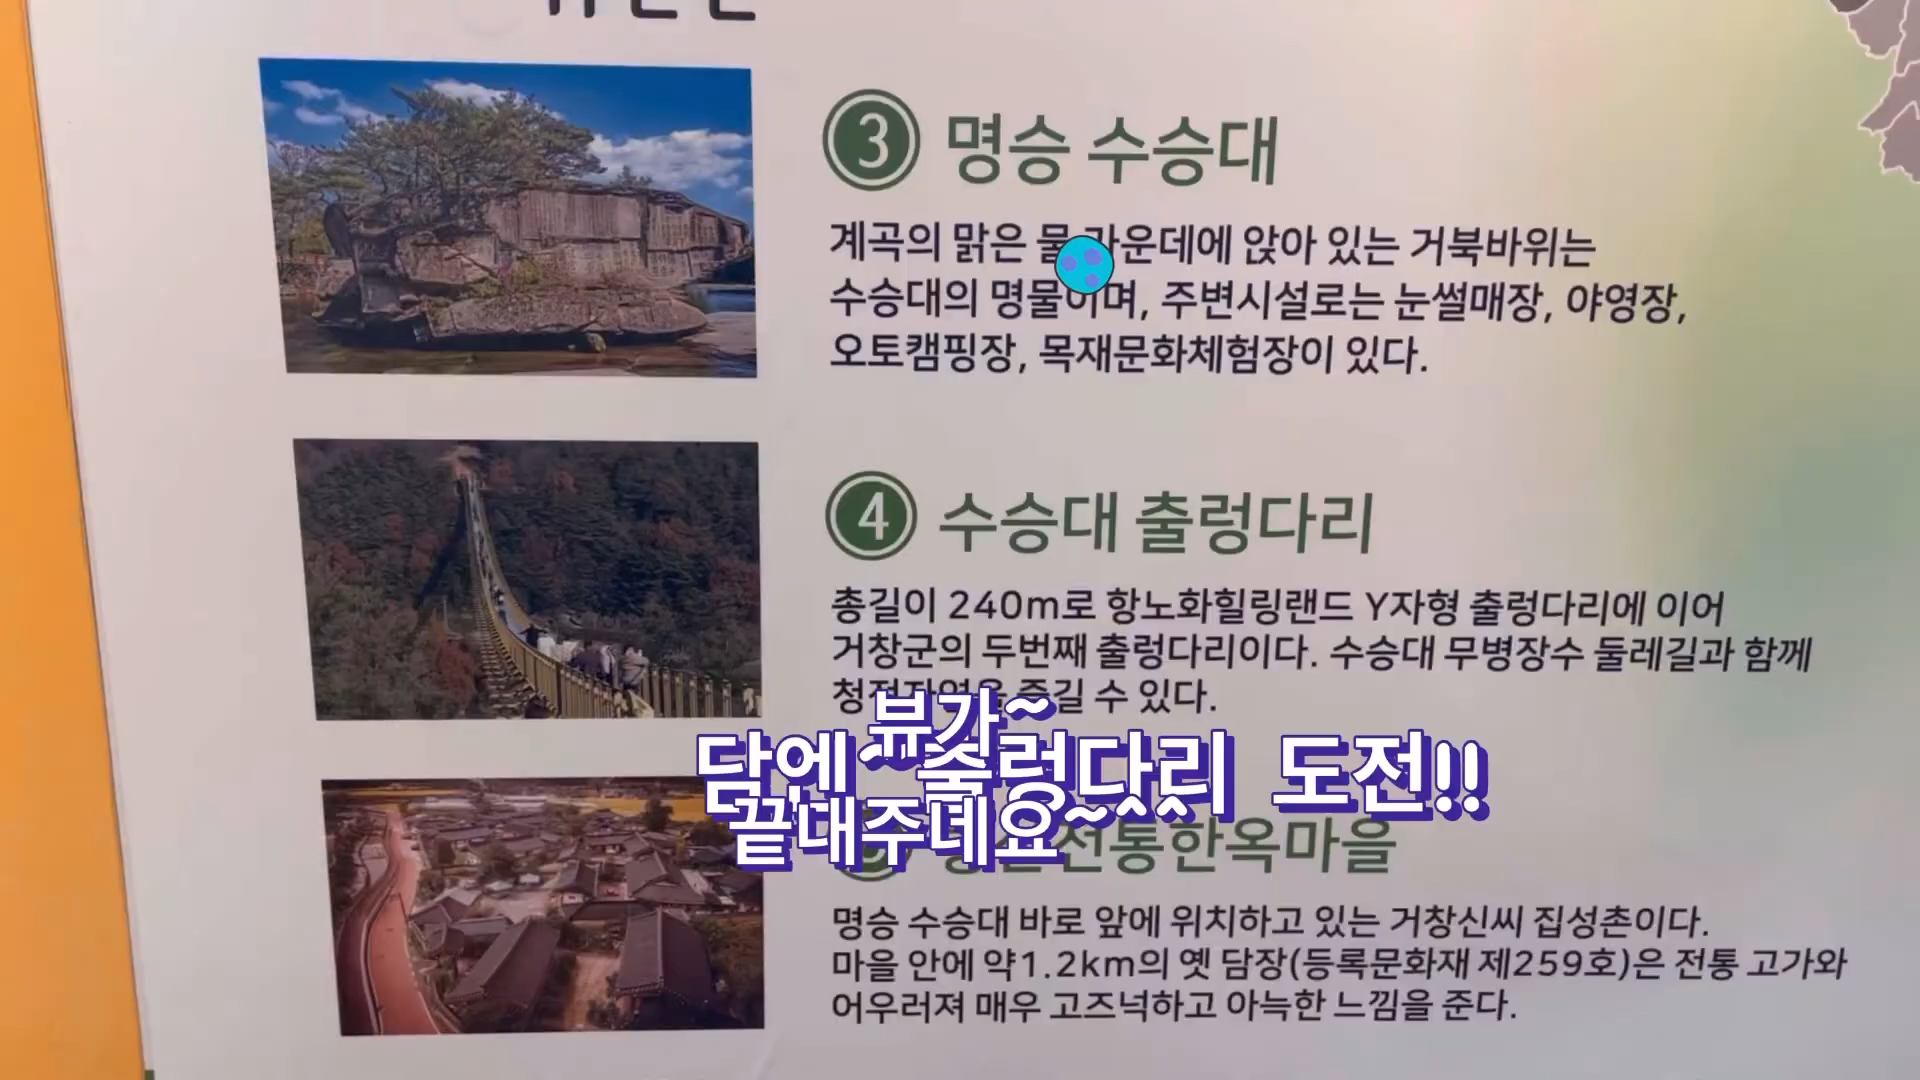 3 명승 수승대
계곡의 맑은 물 가운데에 앉아 있는 거북바위는
수승대의 명물이며, 주변시설로는 눈썰매장, 야영장,
오토캠핑장, 목재문화체험장이 있다.
4 수승대 출렁다리
총길이 240m로 항노화힐링랜드 Y자형 출렁다리에 이어
거창군의 두번째 출렁다리이다. 수승대 무병장수 둘레길과 함께
청정자연을 즐길 수 있다.
뷰가~
담엔~ 출렁다리 도전!!
끝내주네요~^^
전통한옥마을
명승 수승대 바로 앞에 위치하고 있는 거창신씨 집성촌이다.
마을 안에 약1.2km의 옛 담장(등록문화재 제259호)은 전통 고가와
어우러져 매우 고즈넉하고 아늑한 느낌을 준다.